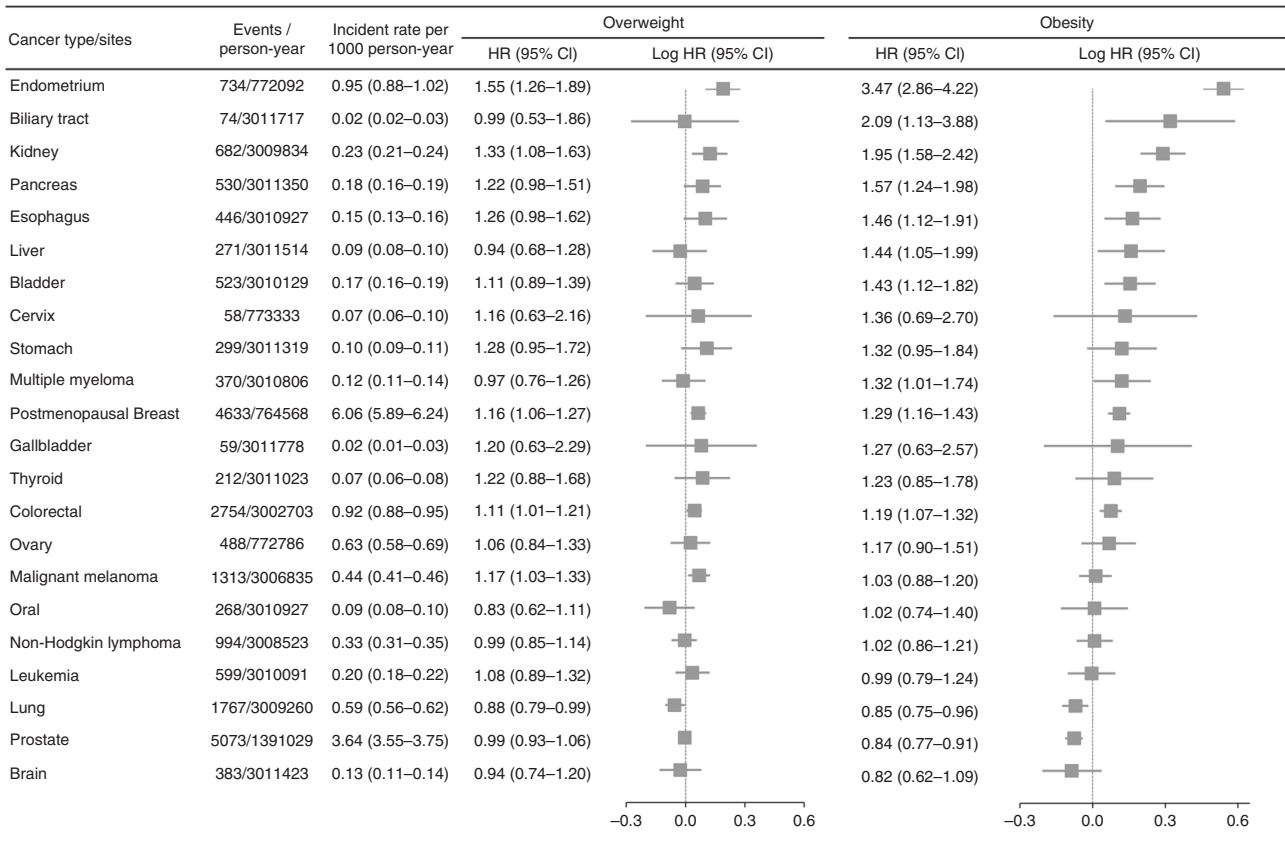 Cancer type/sites Events / person-year Incident rate per 1000 person-year Overweight Obesity
HR (95% CI) Log HR (95% CI) HR (95% CI) Log HR (95% CI)
Endometrium 734/772092 0.95 (0.88–1.02) 1.55 (1.26–1.89) 3.47 (2.86–4.22)
Biliary tract 74/3011717 0.02 (0.02–0.03) 0.99 (0.53–1.86) 2.09 (1.13–3.88)
Kidney 682/3009834 0.23 (0.21–0.24) 1.33 (1.08–1.63) 1.95 (1.58–2.42)
Pancreas 530/3011350 0.18 (0.16–0.19) 1.22 (0.98–1.51) 1.57 (1.24–1.98)
Esophagus 446/3010927 0.15 (0.13–0.16) 1.26 (0.98–1.62) 1.46 (1.12–1.91)
Liver 271/3011514 0.09 (0.08–0.10) 0.94 (0.68–1.28) 1.44 (1.05–1.99)
Bladder 523/3010129 0.17 (0.16–0.19) 1.11 (0.89–1.39) 1.43 (1.12–1.82)
Cervix 58/773333 0.07 (0.06–0.10) 1.16 (0.63–2.16) 1.36 (0.69–2.70)
Stomach 299/3011319 0.10 (0.09–0.11) 1.28 (0.95–1.72) 1.32 (0.95–1.84)
Multiple myeloma 370/3010806 0.12 (0.11–0.14) 0.97 (0.76–1.26) 1.32 (1.01–1.74)
Postmenopausal Breast 4633/764568 6.06 (5.89–6.24) 1.16 (1.06–1.27) 1.29 (1.16–1.43)
Gallbladder 59/3011778 0.02 (0.01–0.03) 1.20 (0.63–2.29) 1.27 (0.63–2.57)
Thyroid 212/3011023 0.07 (0.06–0.08) 1.22 (0.88–1.68) 1.23 (0.85–1.78)
Colorectal 2754/3002703 0.92 (0.88–0.95) 1.11 (1.01–1.21) 1.19 (1.07–1.32)
Ovary 488/772786 0.63 (0.58–0.69) 1.06 (0.84–1.33) 1.17 (0.90–1.51)
Malignant melanoma 1313/3006835 0.44 (0.41–0.46) 1.17 (1.03–1.33) 1.03 (0.88–1.20)
Oral 268/3010927 0.09 (0.08–0.10) 0.83 (0.62–1.11) 1.02 (0.74–1.40)
Non-Hodgkin lymphoma 994/3008523 0.33 (0.31–0.35) 0.99 (0.85–1.14) 1.02 (0.86–1.21)
Leukemia 599/3010091 0.20 (0.18–0.22) 1.08 (0.89–1.32) 0.99 (0.79–1.24)
Lung 1767/3009260 0.59 (0.56–0.62) 0.88 (0.79–0.99) 0.85 (0.75–0.96)
Prostate 5073/1391029 3.64 (3.55–3.75) 0.99 (0.93–1.06) 0.84 (0.77–0.91)
Brain 383/3011423 0.13 (0.11–0.14) 0.94 (0.74–1.20) 0.82 (0.62–1.09)
–0.3 0.0 0.3 0.6 –0.3 0.0 0.3 0.6